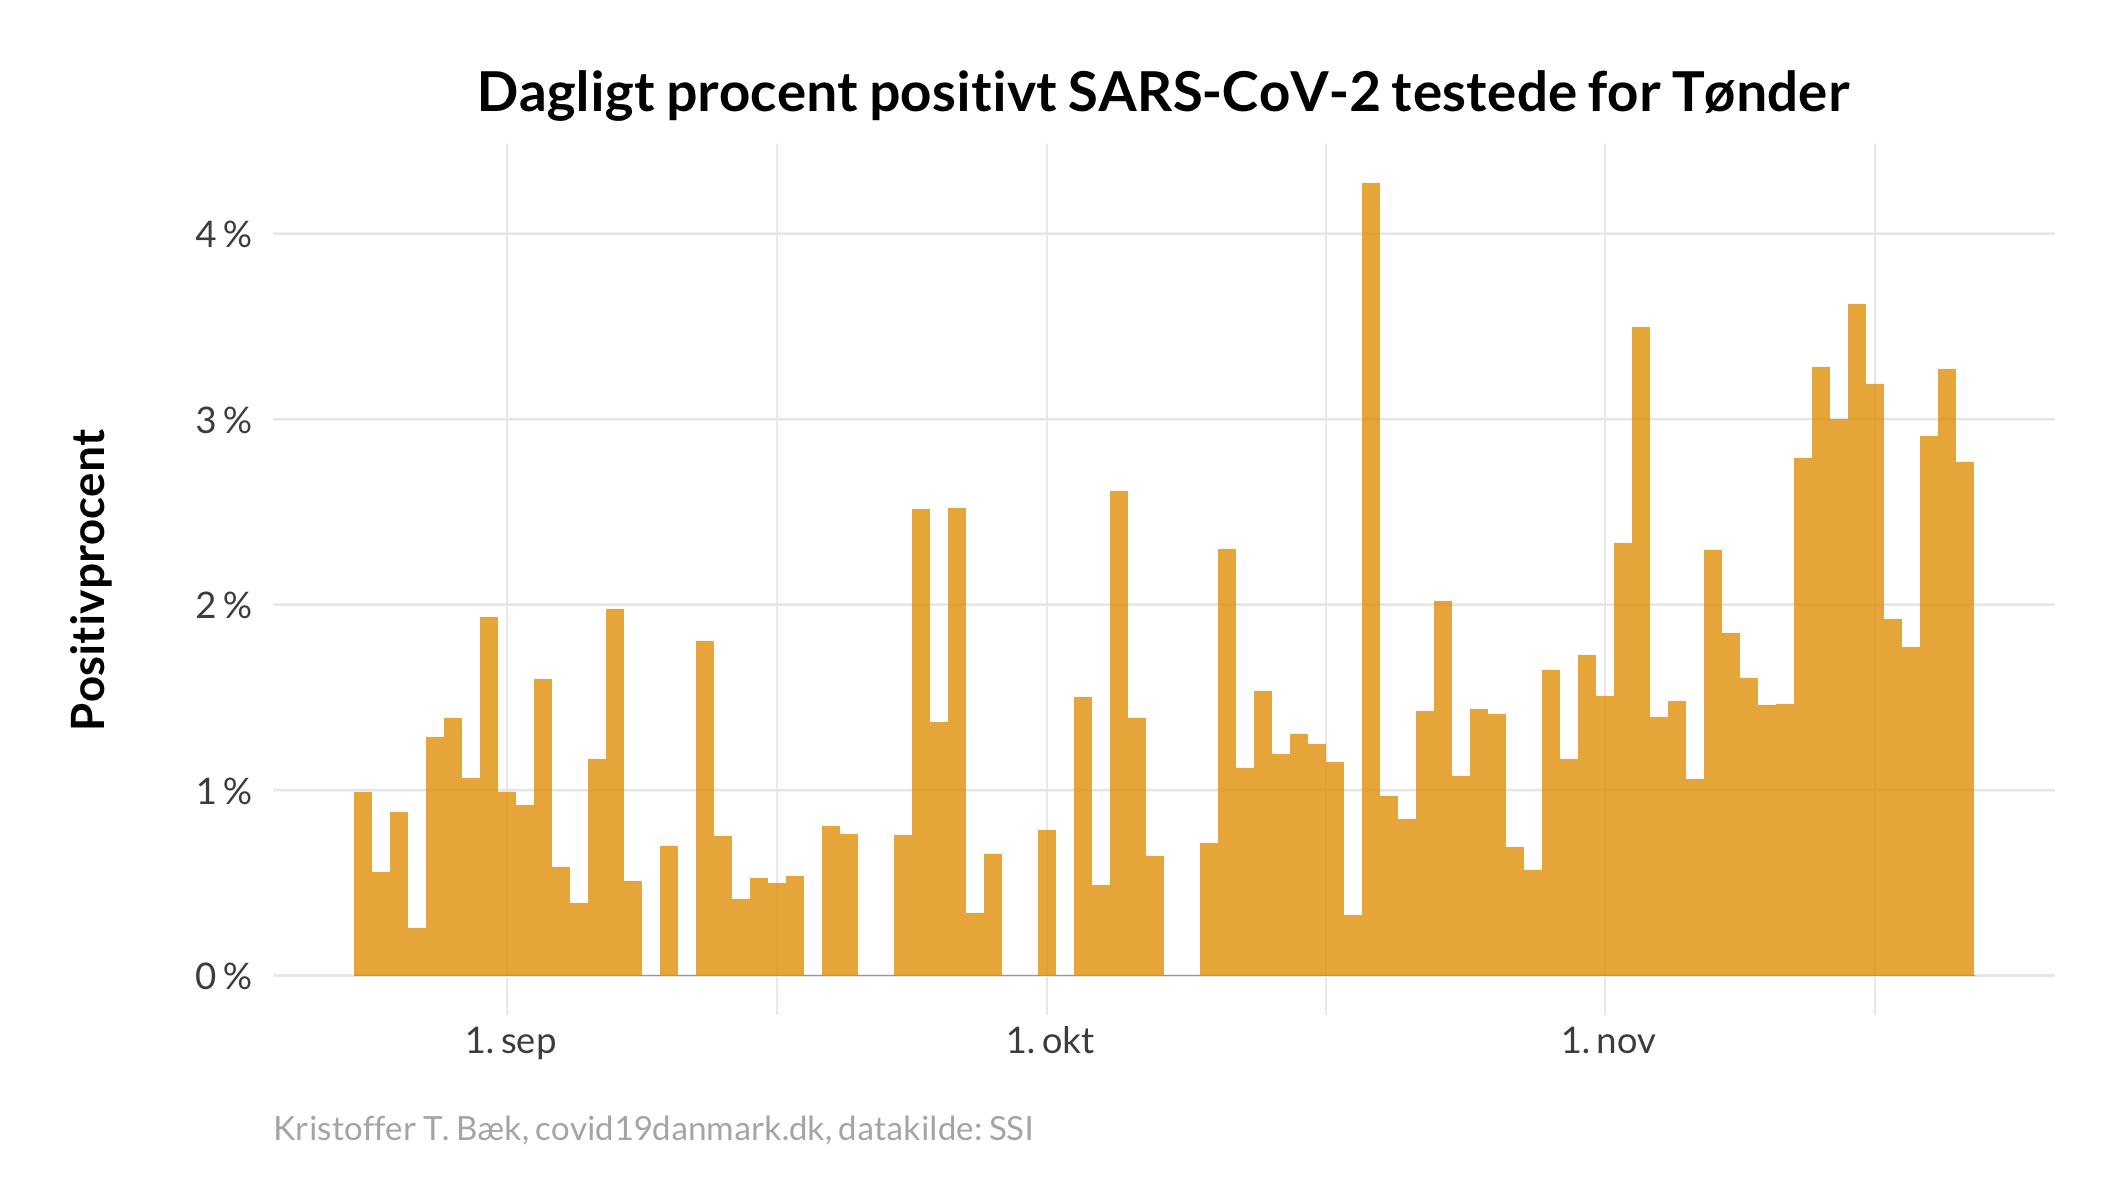 Dagligt procent positivt SARS-CoV-2 testede for Tønder
Positivprocent
4 %
3 %
2 %
1 %
0 %
1. sep
1. okt
1. nov
Kristoffer T. Bæk, covid19danmark.dk, datakilde: SSI